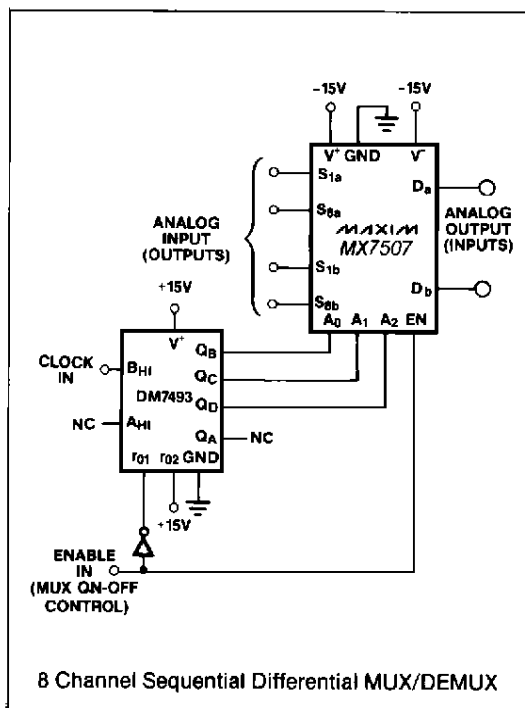 -15V
-15V
V+ GND V-
S1a
S8a
S1b
S8b
ANALOG
INPUT
(OUTPUTS)
MAXIM
MX7507
Da
Db
ANALOG
OUTPUT
(INPUTS)
A0 A1 A2 EN
+15V
V+
CLOCK
IN
BHI
DM7493
NC
AHI
QB
QC
QD
QA
NC
r01 r02 GND
+15V
ENABLE
IN
(MUX ON-OFF
CONTROL)
8 Channel Sequential Differential MUX/DEMUX